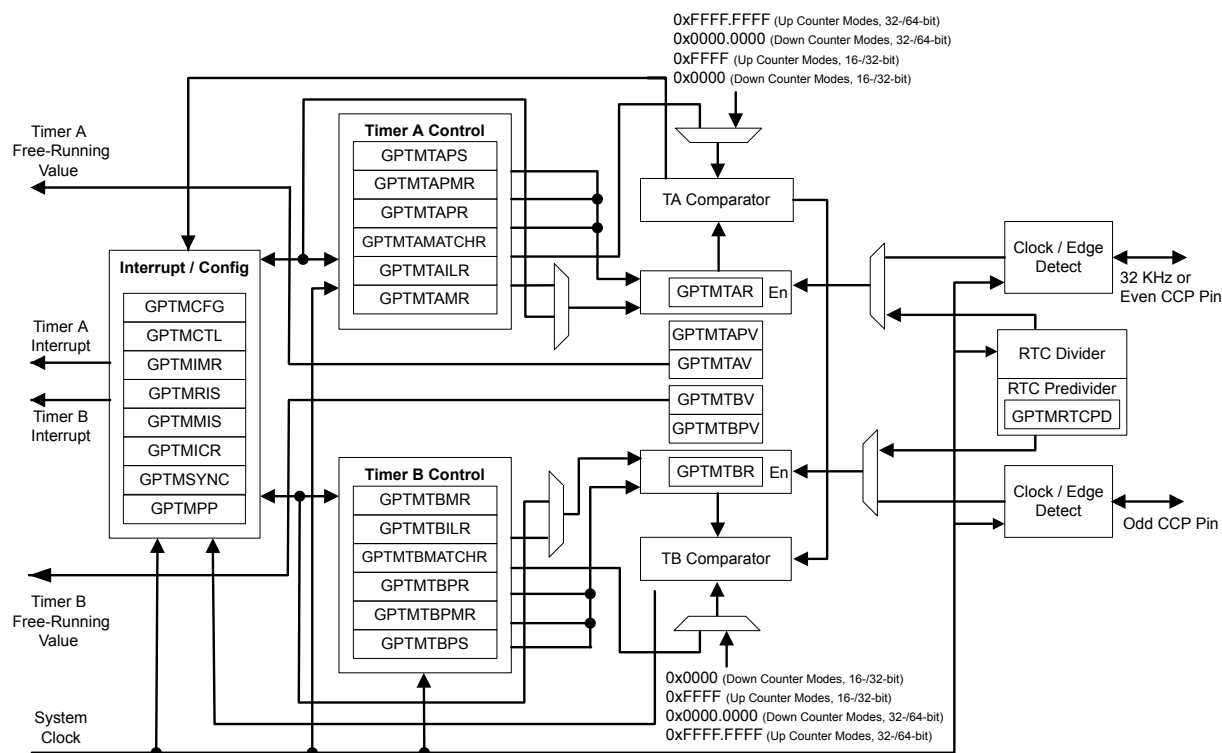 0xFFFF.FFFF (Up Counter Modes, 32-/64-bit)
0x0000.0000 (Down Counter Modes, 32-/64-bit)
0xFFFF (Up Counter Modes, 16-/32-bit)
0x0000 (Down Counter Modes, 16-/32-bit)
Timer A
Free-Running
Value
Timer A Control
GPTMTAPS
GPTMTAPMR
GPTMTAPR
GPTMTAMATCHR
GPTMTAILR
GPTMTAMR
TA Comparator
Clock / Edge
Detect
32 KHz or
Even CCP Pin
Interrupt / Config
GPTMCFG
GPTMCTL
GPTMIMR
GPTMRIS
GPTMMIS
GPTMICR
GPTMSYNC
GPTMPP
GPTMTAR
En
Timer A
Interrupt
GPTMTAPV
GPTMTAV
RTC Divider
RTC Predivider
GPTMRTCPD
Timer B
Interrupt
GPTMTBV
GPTMTBPV
Timer B Control
GPTMTBMR
GPTMTBILR
GPTMTBMATCHR
GPTMTBPR
GPTMTBPMR
GPTMTBPS
GPTMTBR
En
Clock / Edge
Detect
Odd CCP Pin
TB Comparator
Timer B
Free-Running
Value
0x0000 (Down Counter Modes, 16-/32-bit)
0xFFFF (Up Counter Modes, 16-/32-bit)
0x0000.0000 (Down Counter Modes, 32-/64-bit)
0xFFFF.FFFF (Up Counter Modes, 32-/64-bit)
System
Clock